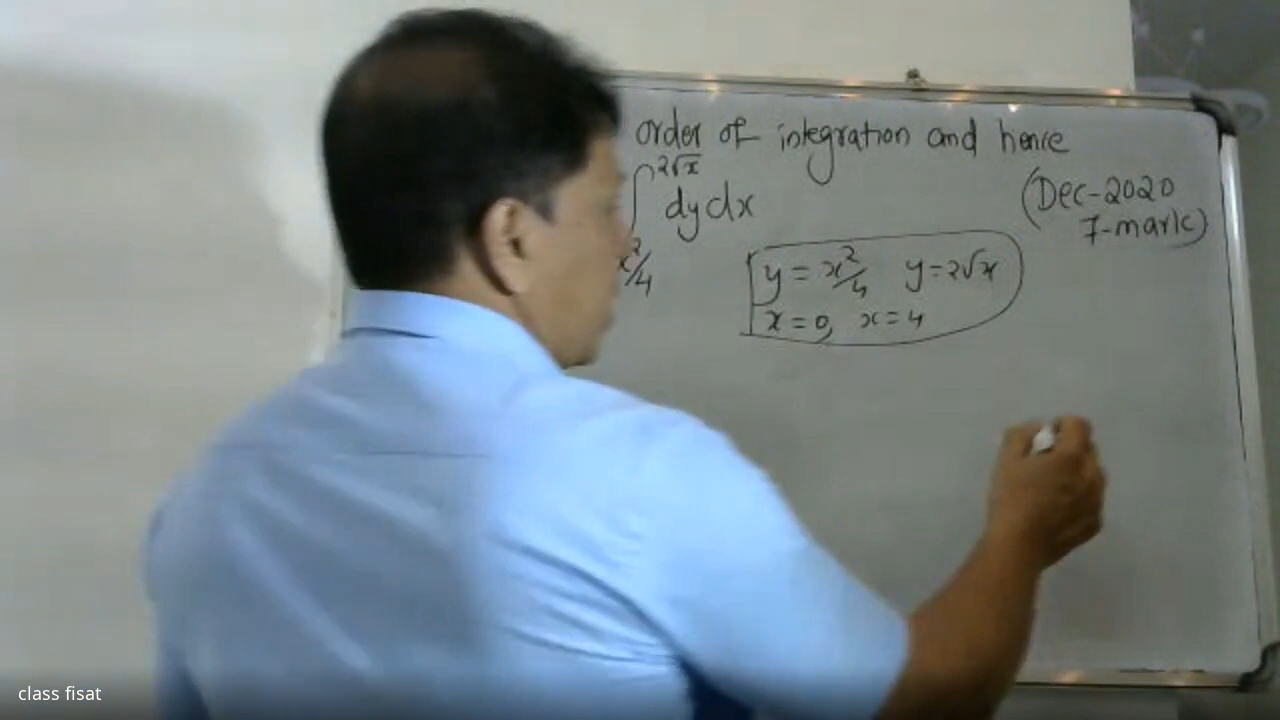 order of integration and hence
∫ 2√x x²/4 dy dx
(Dec-2020
7-mark)
y = x²/4 y = 2√x
x = 0, x = 4
class fisat